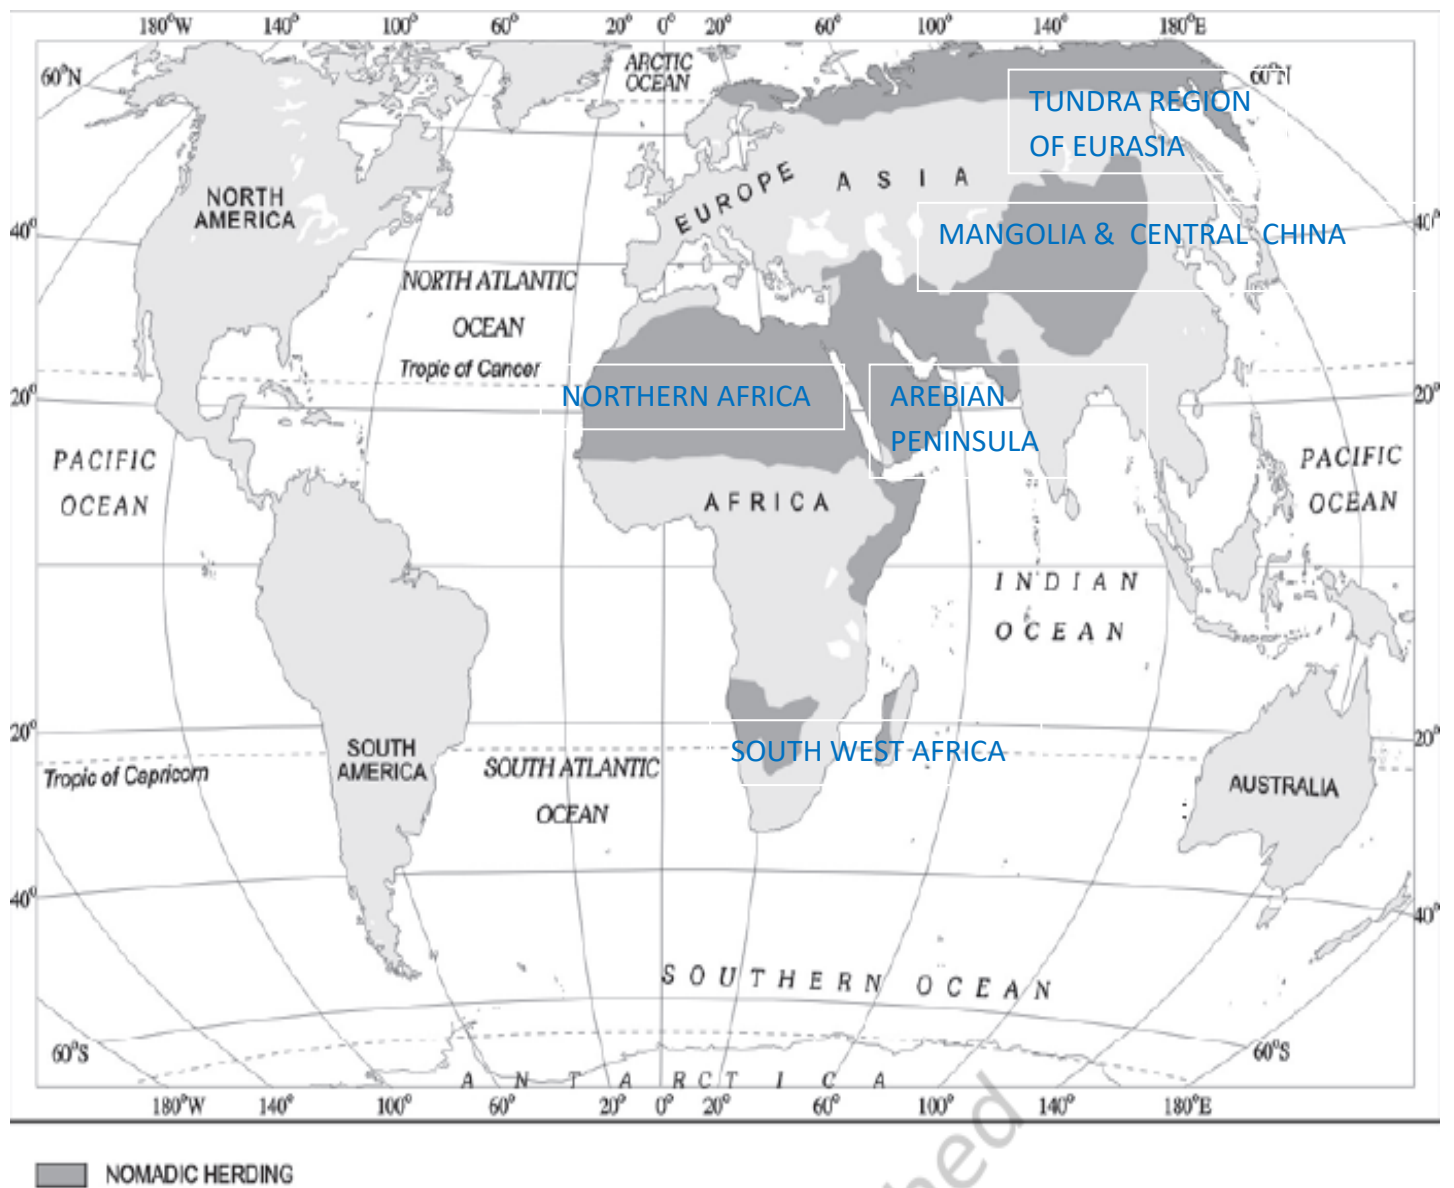 180°W 140° 100° 60° 20° 0° 20° 60° 100° 140° 180°E
ARCTIC
OCEAN
60°N 60°N
TUNDRA REGION
OF EURASIA
EUROPE
ASIA
NORTH
AMERICA
40° 40°
MANGOLIA & CENTRAL CHINA
NORTH ATLANTIC
OCEAN
Tropic of Cancer
20° 20°
NORTHERN AFRICA
AREBIAN
PENINSULA
PACIFIC
OCEAN
PACIFIC
OCEAN
AFRICA
INDIAN
OCEAN
20° 20°
SOUTH
AMERICA
SOUTH WEST AFRICA
Tropic of Capricorn
SOUTH ATLANTIC
OCEAN
AUSTRALIA
40° 40°
SOUTHERN OCEAN
60°S 60°S
ANTARCTICA
180°W 140° 100° 60° 20° 0° 20° 60° 100° 140° 180°E
NOMADIC HERDING